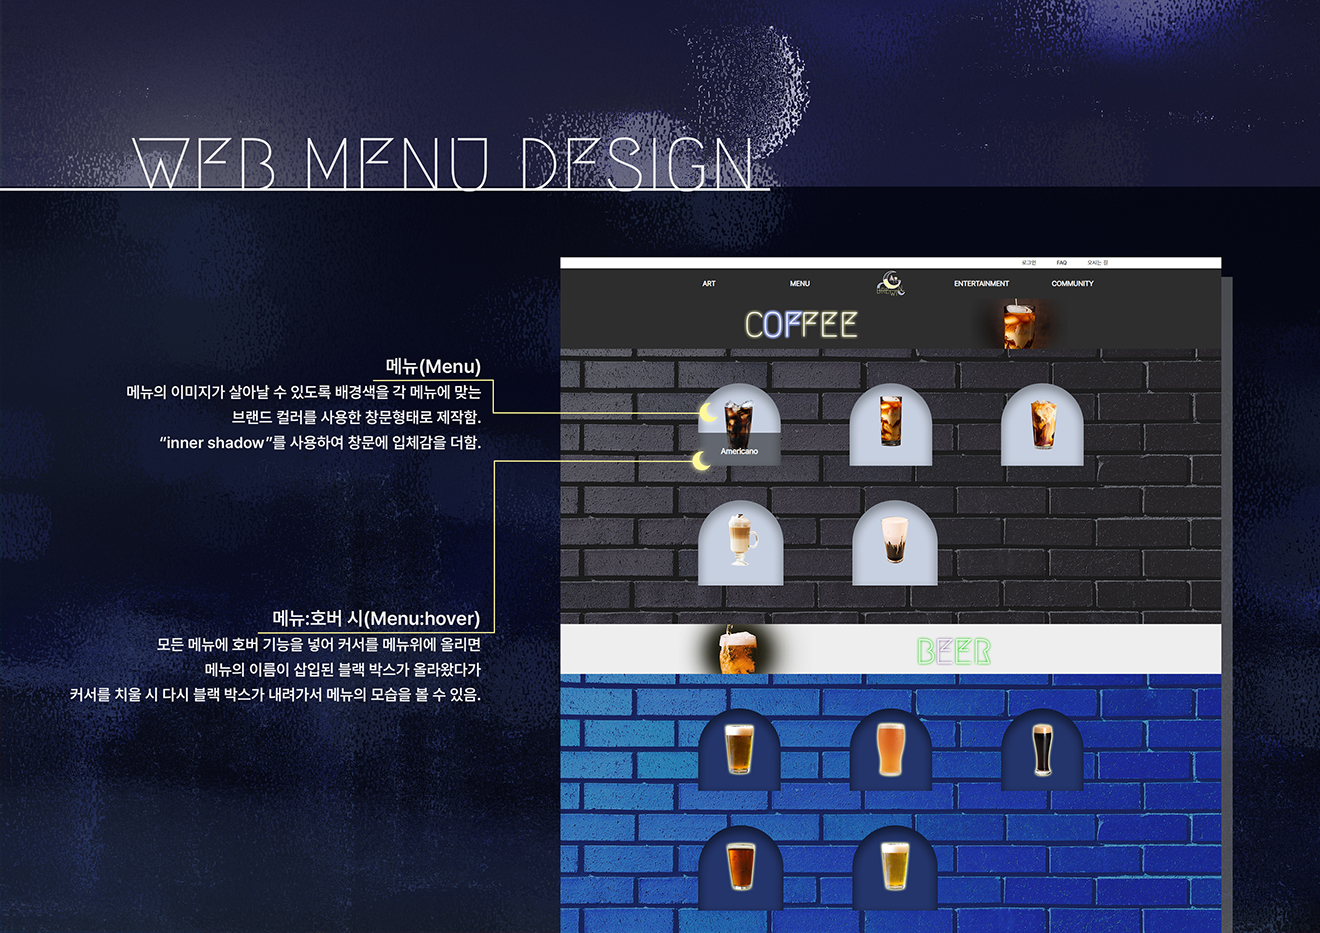 WEB MENU DESIGN
로그인 FAQ 오시는 길
ART MENU ENTERTAINMENT COMMUNITY
COFFEE
메뉴(Menu)
메뉴의 이미지가 살아날 수 있도록 배경색을 각 메뉴에 맞는
브랜드 컬러를 사용한 창문형태로 제작함.
“inner shadow”를 사용하여 창문에 입체감을 더함.
Americano
메뉴:호버 시(Menu:hover)
모든 메뉴에 호버 기능을 넣어 커서를 메뉴위에 올리면
메뉴의 이름이 삽입된 블랙 박스가 올라왔다가
커서를 치울 시 다시 블랙 박스가 내려가서 메뉴의 모습을 볼 수 있음.
BEER